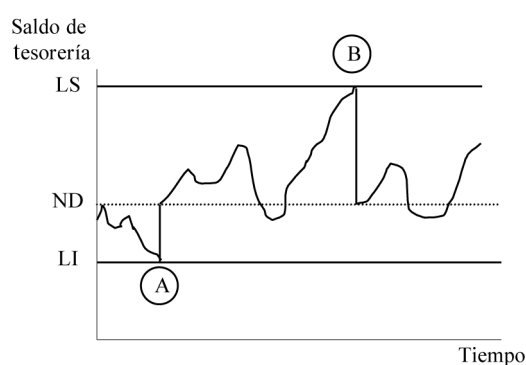 Saldo de
tesorería
B
LS
ND
LI
A
Tiempo